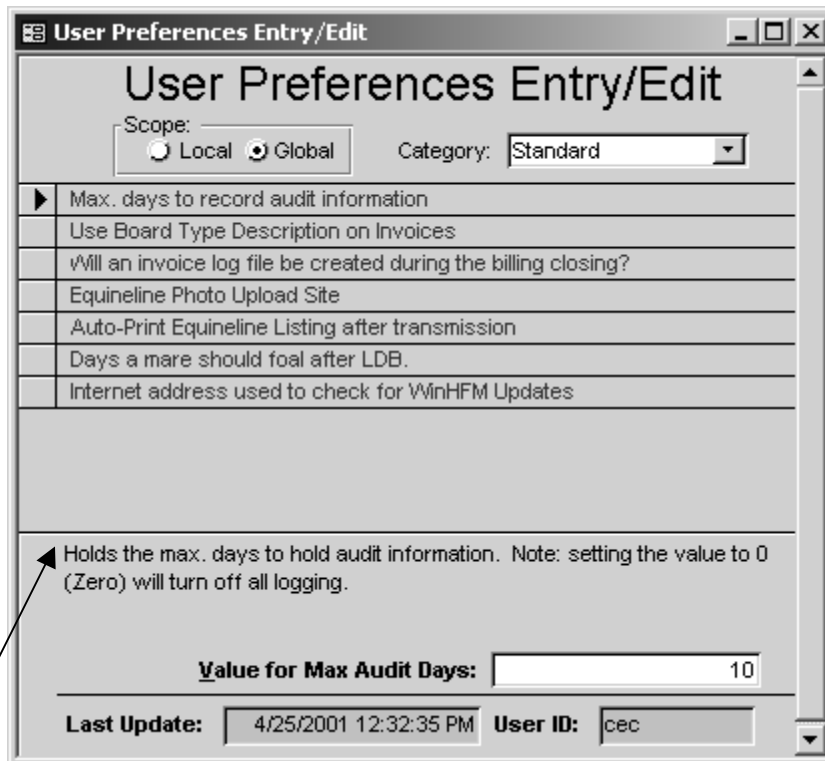 User Preferences Entry/Edit
User Preferences Entry/Edit
Scope:
Local Global Category: Standard
Max. days to record audit information
Use Board Type Description on Invoices
Will an invoice log file be created during the billing closing?
Equineline Photo Upload Site
Auto-Print Equineline Listing after transmission
Days a mare should foal after LDB.
Internet address used to check for WinHFM Updates
Holds the max. days to hold audit information. Note: setting the value to 0
(Zero) will turn off all logging.
Value for Max Audit Days: 10
Last Update: 4/25/2001 12:32:35 PM User ID: cec